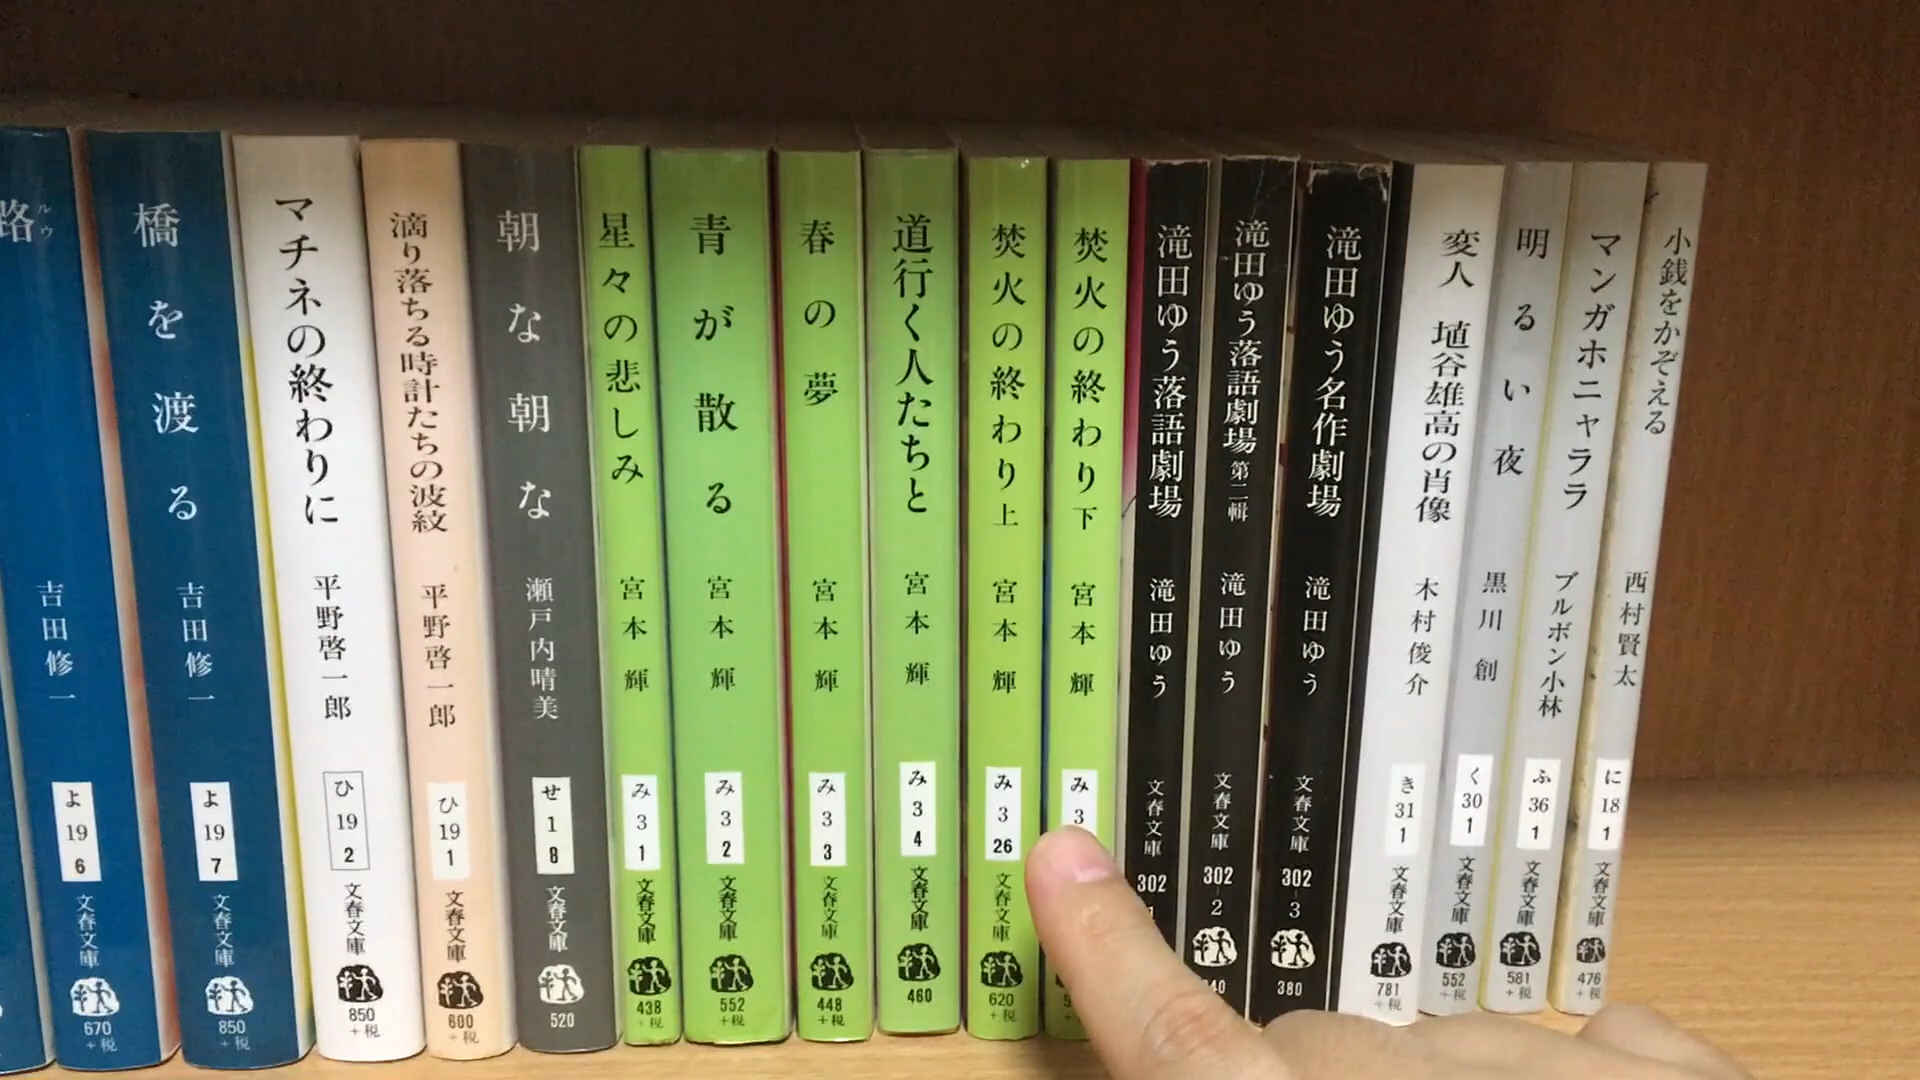 路
ルウ
吉田修一
よ
19
6
文春文庫
670
+税
橋を渡る
吉田修一
よ
19
7
文春文庫
850
+税
マチネの終わりに
平野啓一郎
ひ
19
2
文春文庫
850
+税
滴り落ちる時計たちの波紋
平野啓一郎
ひ
19
1
文春文庫
600
+税
朝な朝な
瀬戸内晴美
せ
1
8
文春文庫
520
星々の悲しみ
宮本輝
み
3
1
文春文庫
438
+税
青が散る
宮本輝
み
3
2
文春文庫
552
+税
春の夢
宮本輝
み
3
3
文春文庫
448
+税
道行く人たちと
宮本輝
み
3
4
文春文庫
460
焚火の終わり 上
宮本輝
み
3
26
文春文庫
620
+税
焚火の終わり 下
宮本輝
み
3
滝田ゆう落語劇場
滝田ゆう
文春文庫
302
滝田ゆう落語劇場 第二輯
滝田ゆう
文春文庫
302
2
滝田ゆう名作劇場
滝田ゆう
文春文庫
302
3
380
変人 埴谷雄高の肖像
木村俊介
き
31
1
文春文庫
781
+税
明るい夜
黒川創
く
30
1
文春文庫
552
+税
マンガホニャララ
ブルボン小林
ふ
36
1
文春文庫
581
+税
小銭をかぞえる
西村賢太
に
18
1
文春文庫
476
+税